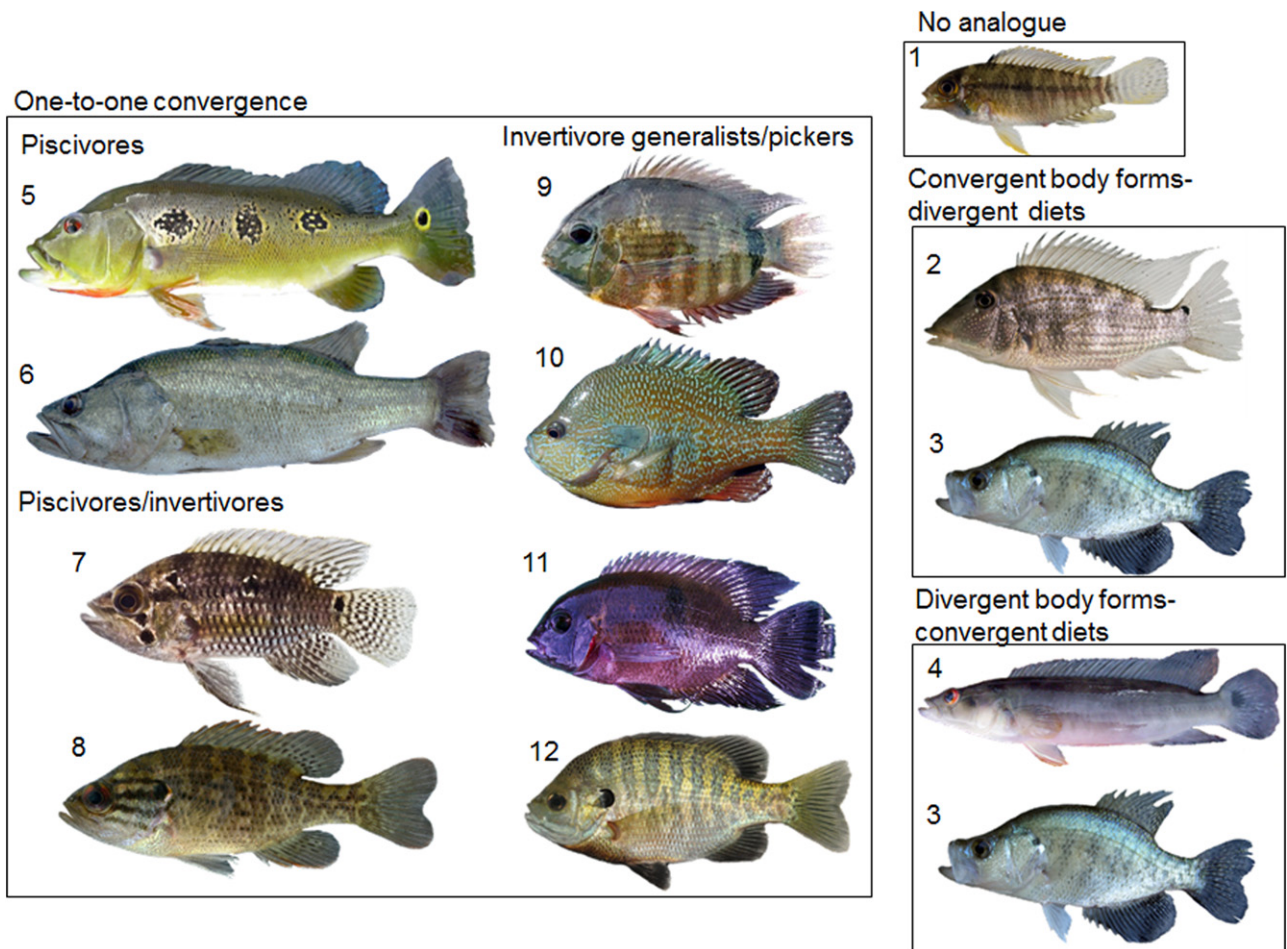 No analogue
1
One-to-one convergence
Piscivores
Invertivore generalists/pickers
5
9
6
10
Piscivores/invertivores
7
11
8
12
Convergent body forms-
divergent diets
2
3
Divergent body forms-
convergent diets
4
3